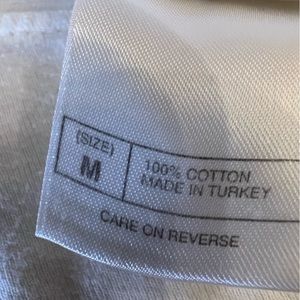 (SIZE)
M
100% COTTON
MADE IN TURKEY
CARE ON REVERSE